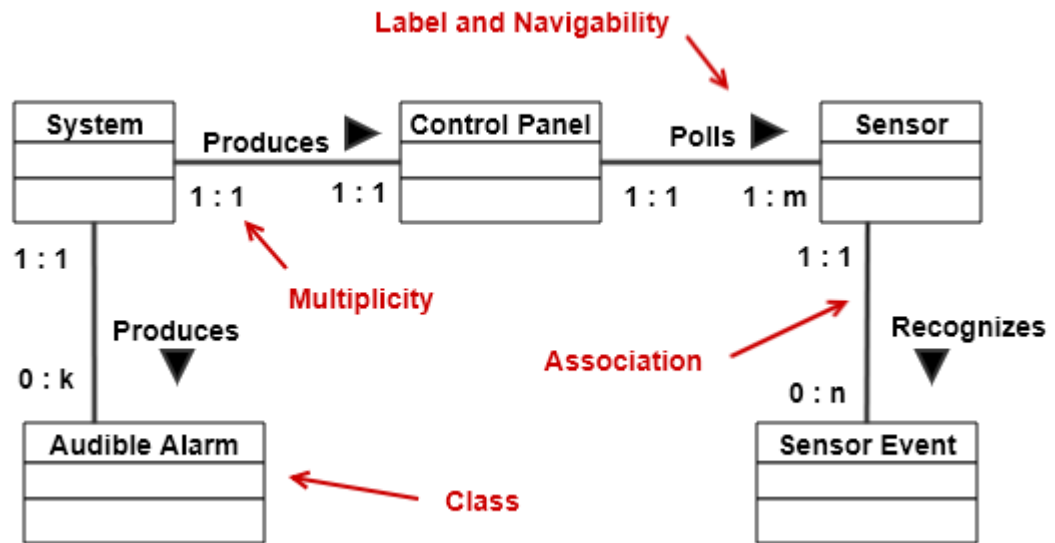 Label and Navigability
System
Produces
Control Panel
Polls
Sensor
1 : 1
1 : 1
1 : 1
1 : m
1 : 1
1 : 1
Multiplicity
Produces
Association
Recognizes
0 : k
0 : n
Audible Alarm
Sensor Event
Class